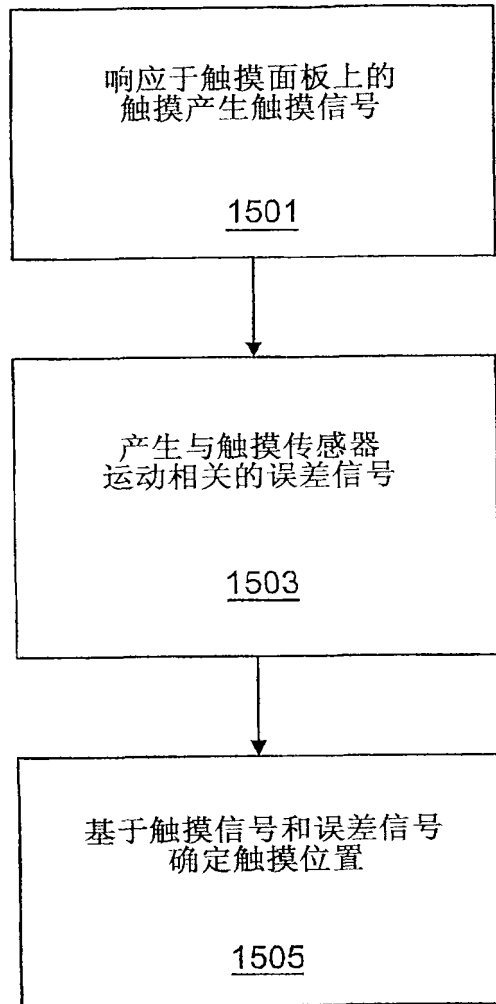 响应于触摸面板上的
触摸产生触摸信号
1501
产生与触摸传感器
运动相关的误差信号
1503
基于触摸信号和误差信号
确定触摸位置
1505